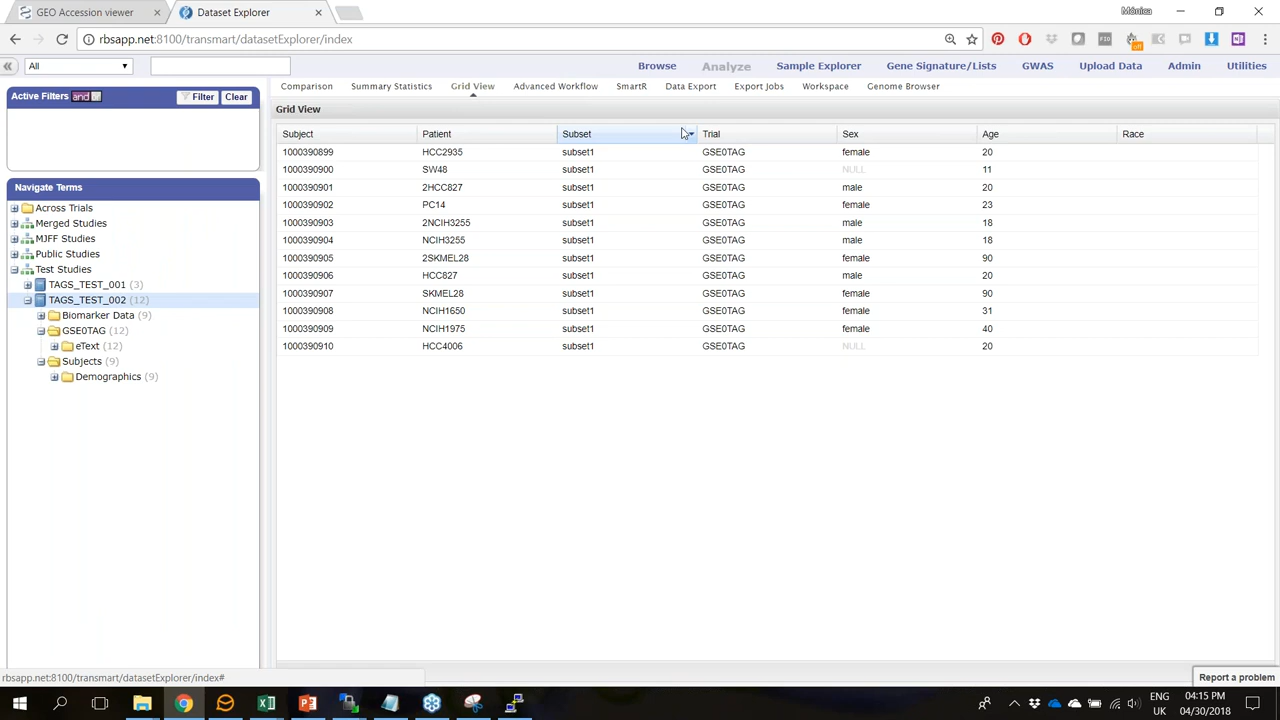 GEO Accession viewer
Dataset Explorer
Mónica
rbsapp.net:8100/transmart/datasetExplorer/index
All
Browse Analyze Sample Explorer Gene Signature/Lists GWAS Upload Data Admin Utilities
Active Filters and Filter Clear
Comparison Summary Statistics Grid View Advanced Workflow SmartR Data Export Export Jobs Workspace Genome Browser
Grid View
Subject Patient Subset Trial Sex Age Race
1000390899 HCC2935 subset1 GSE0TAG female 20
1000390900 SW48 subset1 GSE0TAG NULL 11
1000390901 2HCC827 subset1 GSE0TAG male 20
1000390902 PC14 subset1 GSE0TAG female 23
1000390903 2NCIH3255 subset1 GSE0TAG male 18
1000390904 NCIH3255 subset1 GSE0TAG male 18
1000390905 2SKMEL28 subset1 GSE0TAG female 90
1000390906 HCC827 subset1 GSE0TAG male 20
1000390907 SKMEL28 subset1 GSE0TAG female 90
1000390908 NCIH1650 subset1 GSE0TAG female 31
1000390909 NCIH1975 subset1 GSE0TAG female 40
1000390910 HCC4006 subset1 GSE0TAG NULL 20
Navigate Terms
Across Trials
Merged Studies
MJFF Studies
Public Studies
Test Studies
TAGS_TEST_001 (3)
TAGS_TEST_002 (12)
Biomarker Data (9)
GSE0TAG (12)
eText (12)
Subjects (9)
Demographics (9)
rbsapp.net:8100/transmart/datasetExplorer/index#
Report a problem
ENG
UK
04:15 PM
04/30/2018